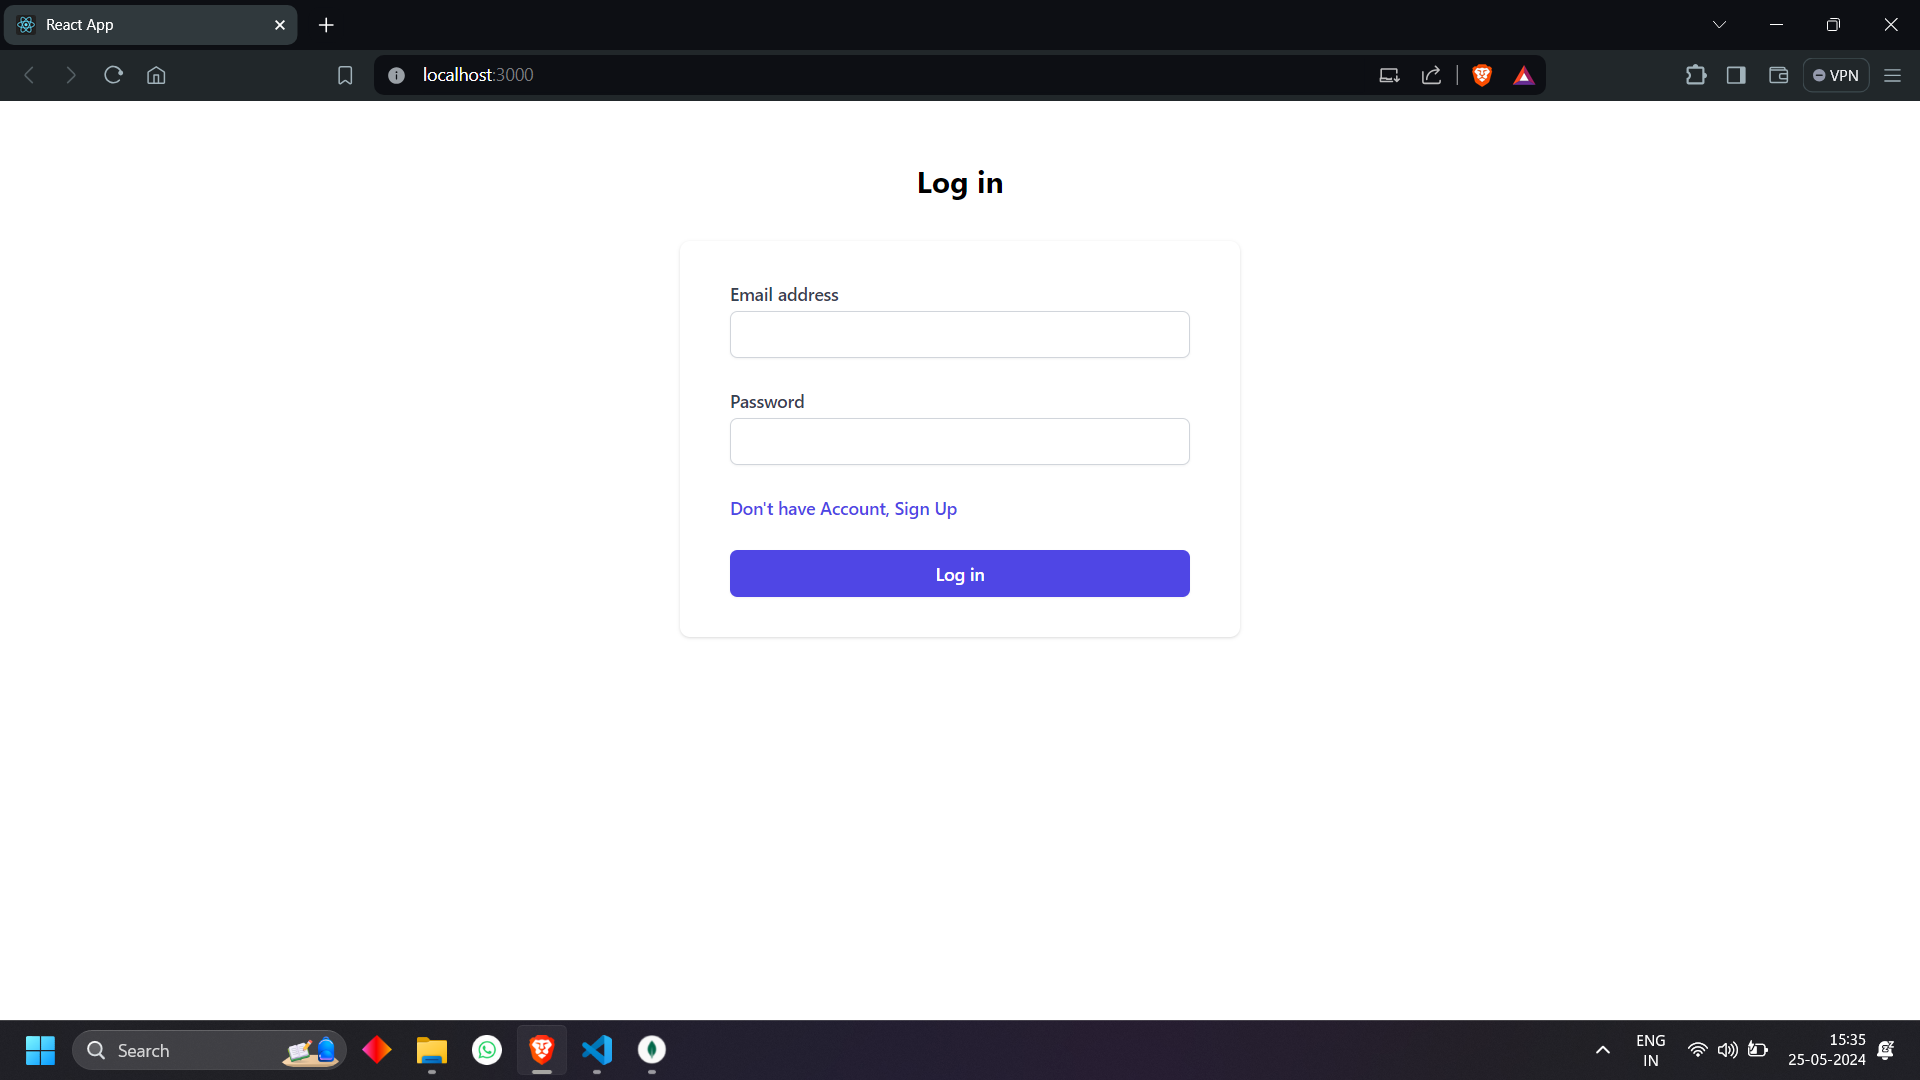 React App
localhost:3000
VPN
Log in
Email address
Password
Don't have Account, Sign Up
Log in
Search
ENG
IN
15:35
25-05-2024